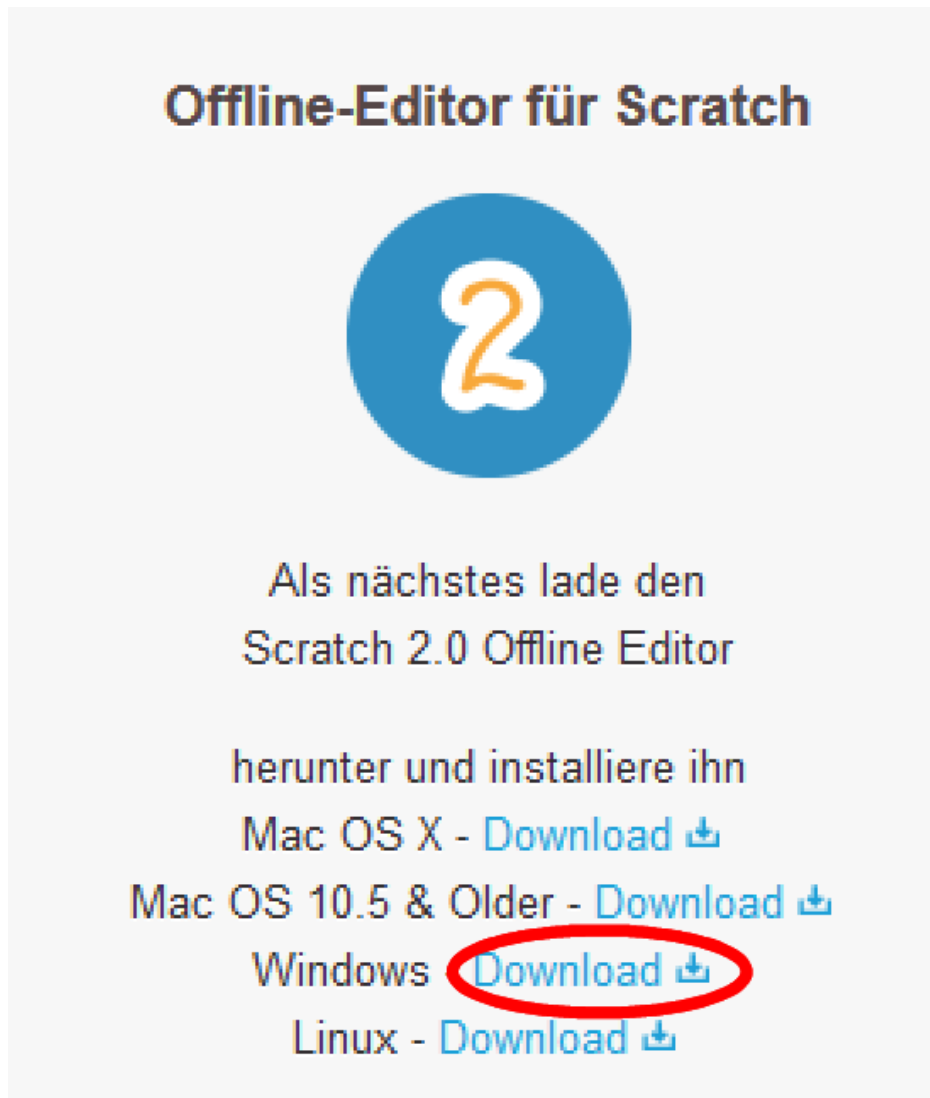 Offline-Editor für Scratch
2
Als nächstes lade den
Scratch 2.0 Offline Editor
herunter und installiere ihn
Mac OS X - Download
Mac OS 10.5 & Older - Download
Windows Download
Linux - Download